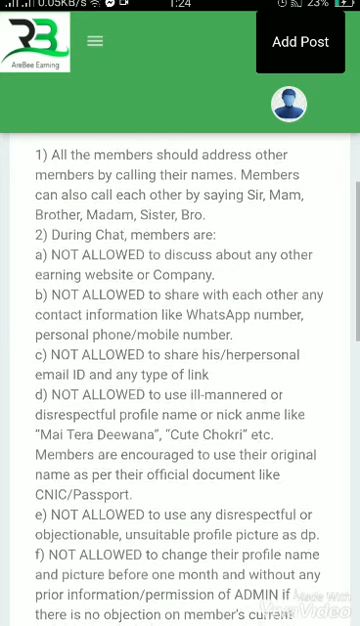 0.05KB/s
1:24
23%
RB
AreBee Earning
Add Post
1) All the members should address other
members by calling their names. Members
can also call each other by saying Sir, Mam,
Brother, Madam, Sister, Bro.
2) During Chat, members are:
a) NOT ALLOWED to discuss about any other
earning website or Company.
b) NOT ALLOWED to share with each other any
contact information like WhatsApp number,
personal phone/mobile number.
c) NOT ALLOWED to share his/herpersonal
email ID and any type of link
d) NOT ALLOWED to use ill-mannered or
disrespectful profile name or nick anme like
“Mai Tera Deewana”, “Cute Chokri” etc.
Members are encouraged to use their original
name as per their official document like
CNIC/Passport.
e) NOT ALLOWED to use any disrespectful or
objectionable, unsuitable profile picture as dp.
f) NOT ALLOWED to change their profile name
and picture before one month and without any
prior information/permission of ADMIN if
there is no objection on member's current
Made With
VivaVideo